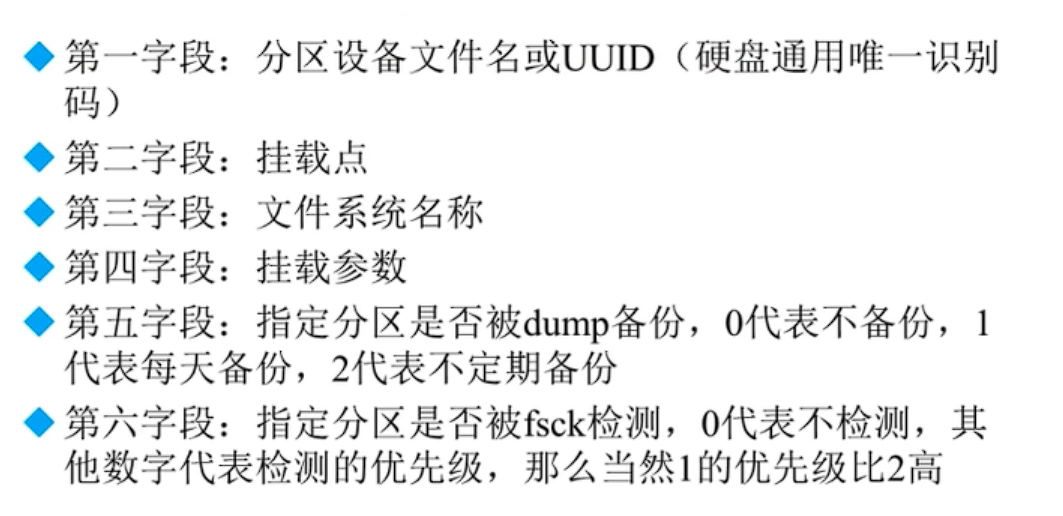 ◆ 第一字段：分区设备文件名或UUID（硬盘通用唯一识别
码）
◆ 第二字段：挂载点
◆ 第三字段：文件系统名称
◆ 第四字段：挂载参数
◆ 第五字段：指定分区是否被dump备份，0代表不备份，1
代表每天备份，2代表不定期备份
◆ 第六字段：指定分区是否被fsck检测，0代表不检测，其
他数字代表检测的优先级，那么当然1的优先级比2高